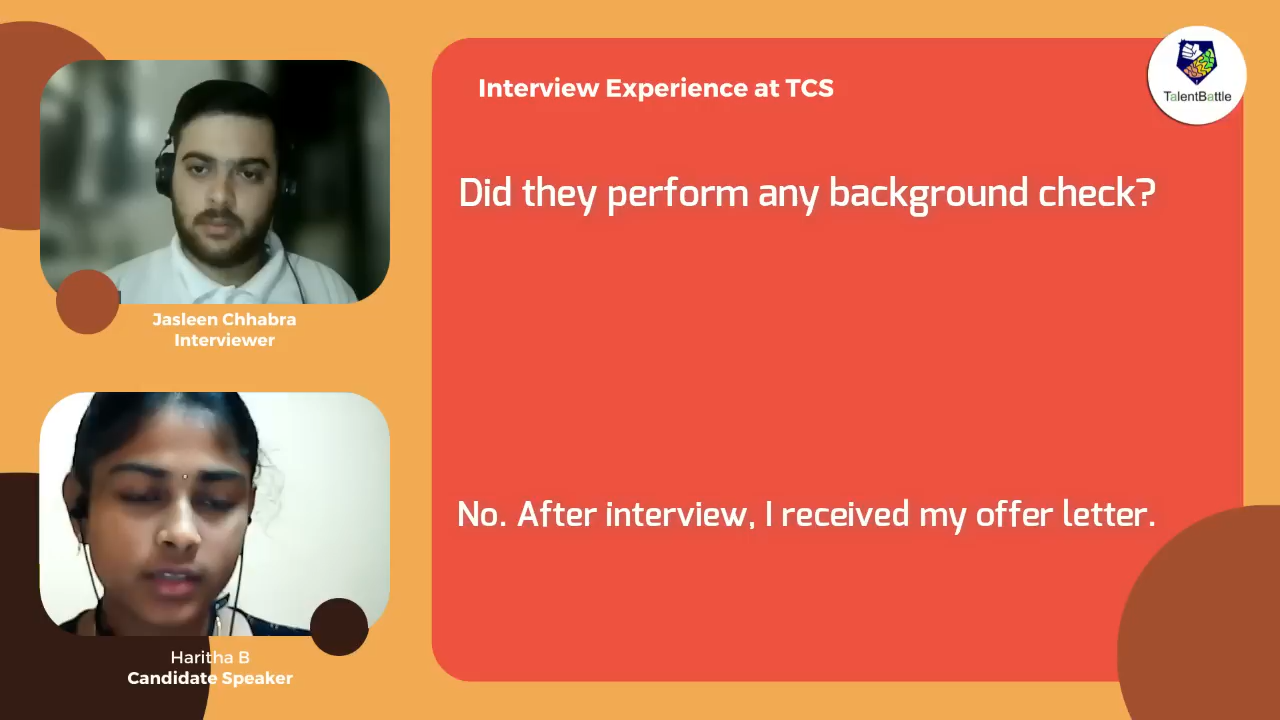 Interview Experience at TCS
TalentBattle
Did they perform any background check?
Jasleen Chhabra
Interviewer
No. After interview, I received my offer letter.
Haritha B
Candidate Speaker